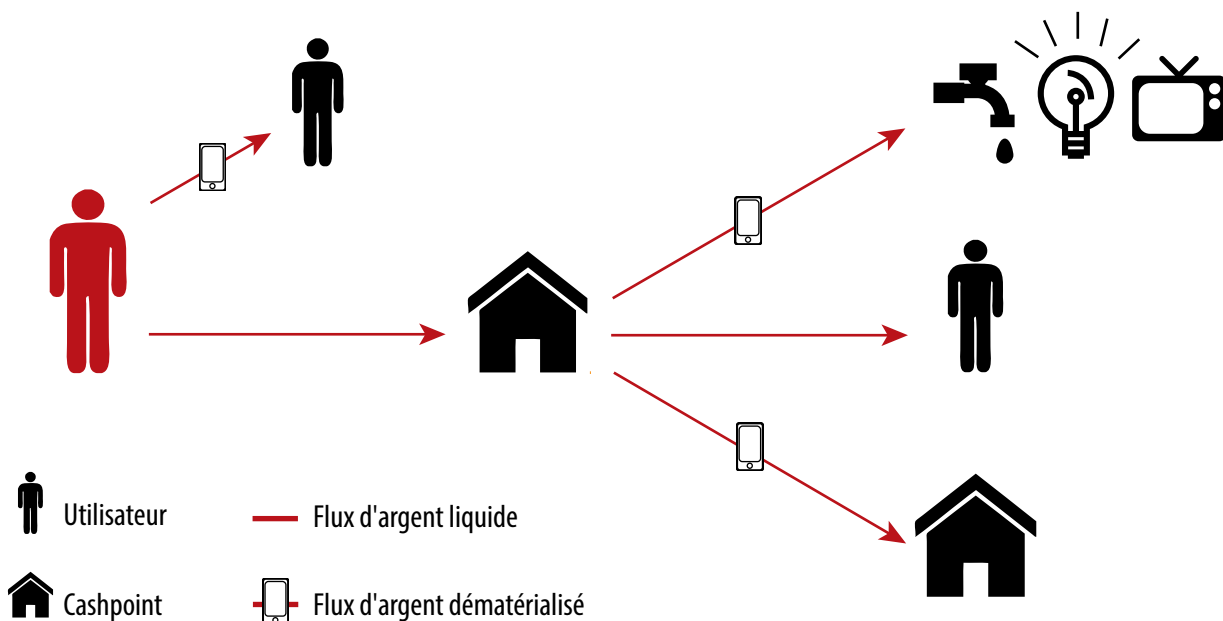 Utilisateur
Flux d'argent liquide
Cashpoint
Flux d'argent dématérialisé